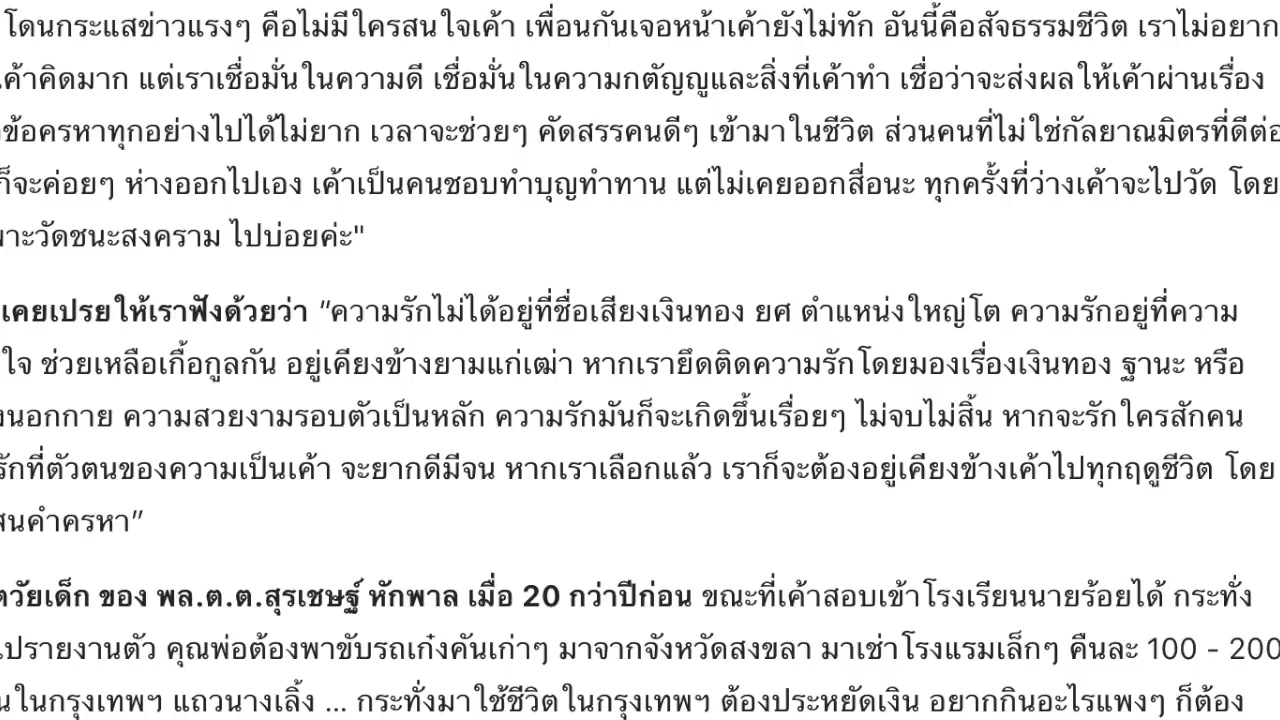 โดนกระแสข่าวแรงๆ คือไม่มีใครสนใจเค้า เพื่อนกันเจอหน้าเค้ายังไม่ทัก อันนี้คือสัจธรรมชีวิต เราไม่อยาก
เค้าคิดมาก แต่เราเชื่อมั่นในความดี เชื่อมั่นในความกตัญญูและสิ่งที่เค้าทำ เชื่อว่าจะส่งผลให้เค้าผ่านเรื่อง
ข้อครหาทุกอย่างไปได้ไม่ยาก เวลาจะช่วยๆ คัดสรรคนดีๆ เข้ามาในชีวิต ส่วนคนที่ไม่ใช่กัลยาณมิตรที่ดีต่อ
ก็จะค่อยๆ ห่างออกไปเอง เค้าเป็นคนชอบทำบุญทำทาน แต่ไม่เคยออกสื่อนะ ทุกครั้งที่ว่างเค้าจะไปวัด โดย
พาะวัดชนะสงคราม ไปบ่อยค่ะ"
เคยเปรยให้เราฟังด้วยว่า "ความรักไม่ได้อยู่ที่ชื่อเสียงเงินทอง ยศ ตำแหน่งใหญ่โต ความรักอยู่ที่ความ
ใจ ช่วยเหลือเกื้อกูลกัน อยู่เคียงข้างยามแก่เฒ่า หากเรายึดติดความรักโดยมองเรื่องเงินทอง ฐานะ หรือ
นอกกาย ความสวยงามรอบตัวเป็นหลัก ความรักมันก็จะเกิดขึ้นเรื่อยๆ ไม่จบไม่สิ้น หากจะรักใครสักคน
รักที่ตัวตนของความเป็นเค้า จะยากดีมีจน หากเราเลือกแล้ว เราก็จะต้องอยู่เคียงข้างเค้าไปทุกฤดูชีวิต โดย
สนคำครหา"
วัยเด็ก ของ พล.ต.ต.สุรเชษฐ์ หักพาล เมื่อ 20 กว่าปีก่อน ขณะที่เค้าสอบเข้าโรงเรียนนายร้อยได้ กระทั่ง
ปรายงานตัว คุณพ่อต้องพาขับรถเก๋งคันเก่าๆ มาจากจังหวัดสงขลา มาเช่าโรงแรมเล็กๆ คืนละ 100 - 200
ในกรุงเทพฯ แถวนางเลิ้ง ... กระทั่งมาใช้ชีวิตในกรุงเทพฯ ต้องประหยัดเงิน อยากกินอะไรแพงๆ ก็ต้อง